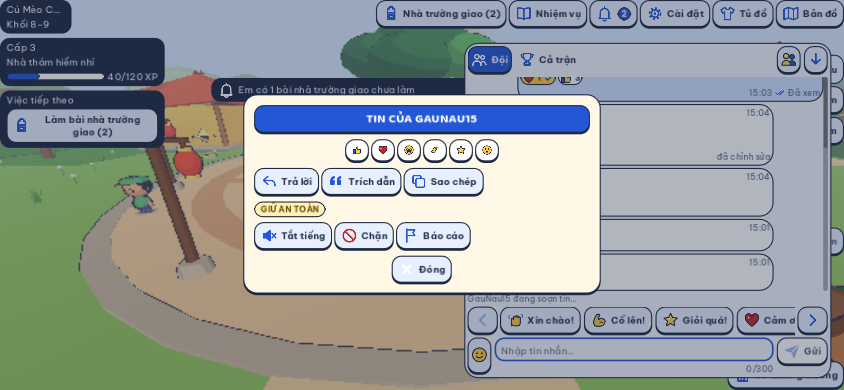 Cú Mèo C...
Khối 8-9
Nhà trường giao (2)
Nhiệm vụ
2
Cài đặt
Tủ đồ
Bản đồ
Cấp 3
Nhà thám hiểm nhí
40/120 XP
Việc tiếp theo
Làm bài nhà trường
giao (2)
Em có 1 bài nhà trường giao chưa làm
Đội
Cả trận
15:03
Đã xem
15:04
đã chỉnh sửa
15:04
15:01
15:01
TIN CỦA GAUNAU15
Trả lời
Trích dẫn
Sao chép
GIỮ AN TOÀN
Tắt tiếng
Chặn
Báo cáo
Đóng
GauNau15 đang soạn tin...
Xin chào!
Cố lên!
Giỏi quá!
Cảm ơ
Nhập tin nhắn...
Gửi
0/300